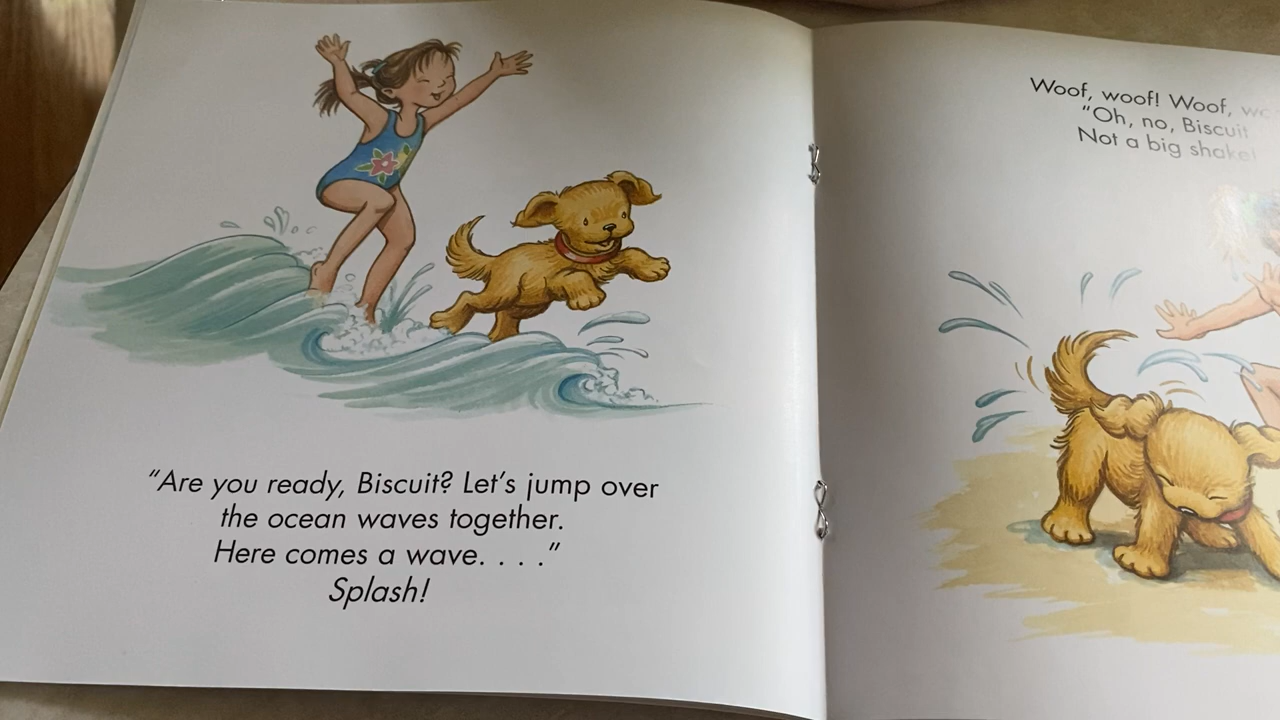 “Are you ready, Biscuit? Let’s jump over
the ocean waves together.
Here comes a wave. . . .”
Splash!
Woof, woof! Woof,
“Oh, no, Biscuit
Not a big shake!